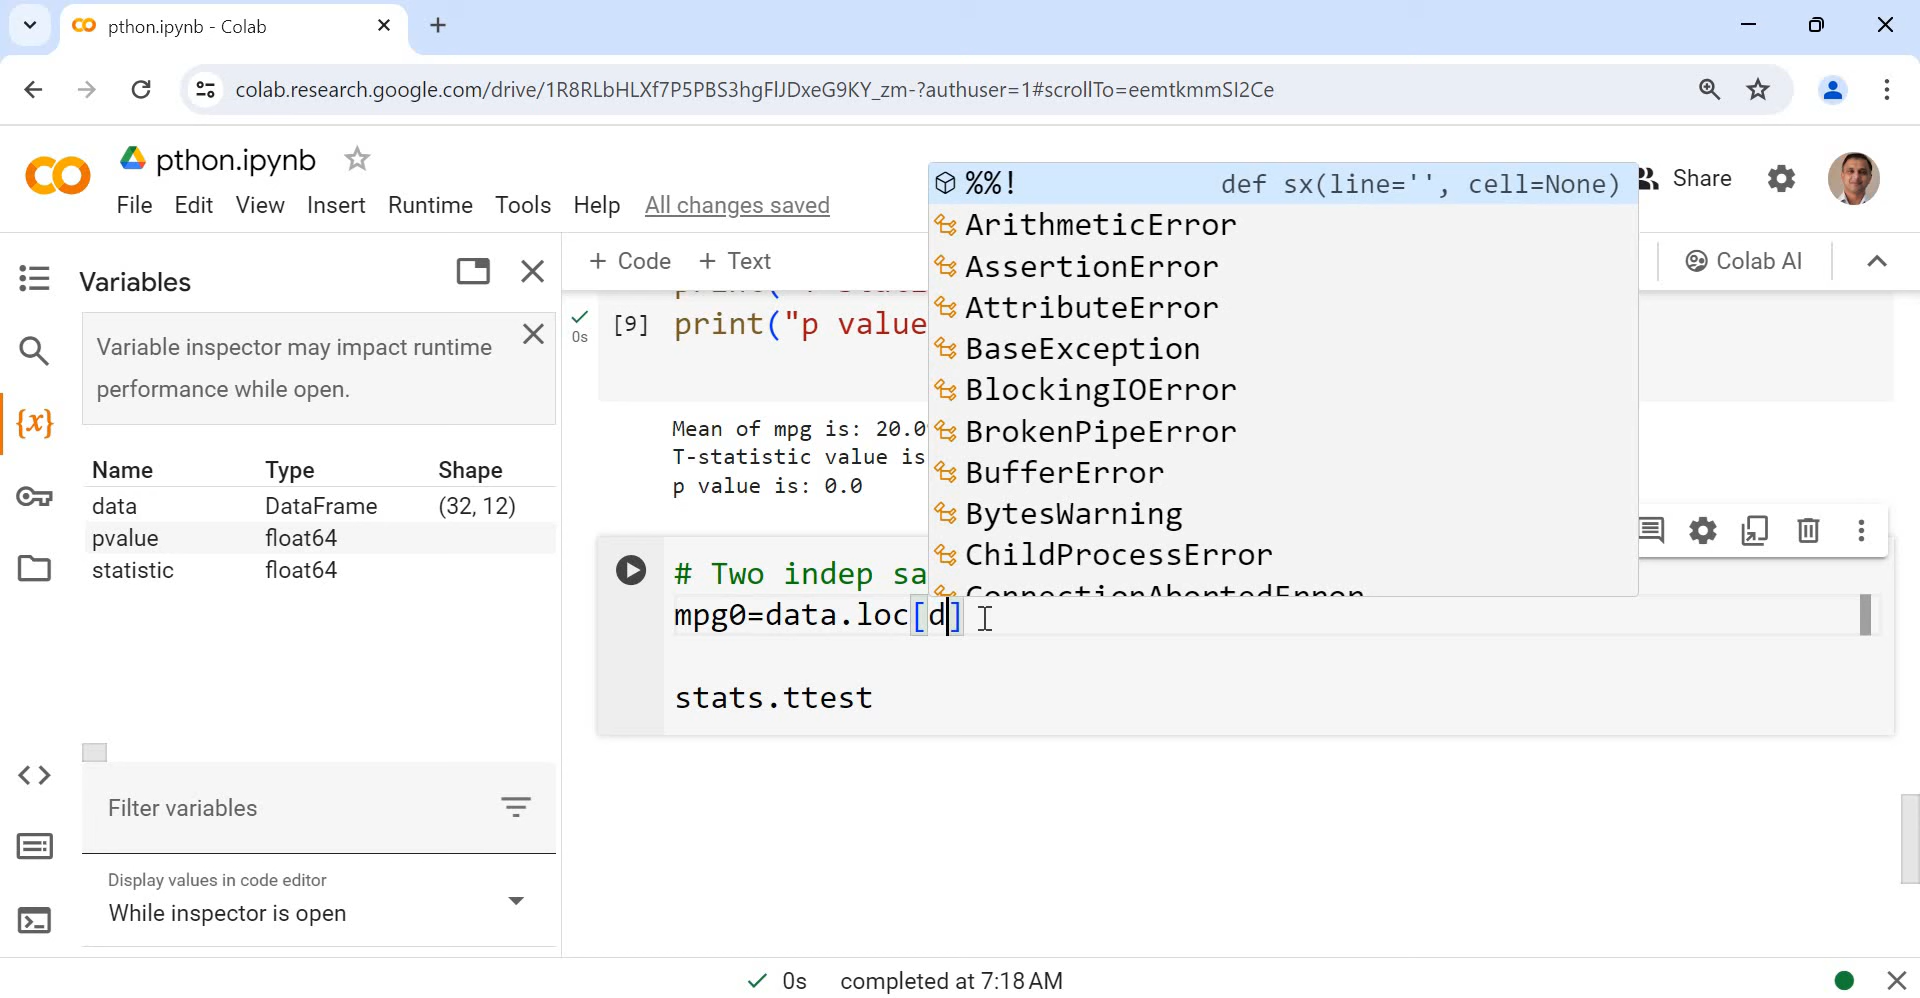 pthon.ipynb - Colab
colab.research.google.com/drive/1R8RLbHLXf7P5PBS3hgFIJDxeG9KY_zm-?authuser=1#scrollTo=eemtkmmSI2Ce
pthon.ipynb
File Edit View Insert Runtime Tools Help All changes saved
Share
+ Code + Text
Colab AI
Variables
Variable inspector may impact runtime
performance while open.
Name Type Shape
data DataFrame (32, 12)
pvalue float64
statistic float64
Filter variables
Display values in code editor
While inspector is open
%%! def sx(line='', cell=None)
ArithmeticError
AssertionError
AttributeError
BaseException
BlockingIOError
BrokenPipeError
BufferError
BytesWarning
ChildProcessError
ConnectionAbortedError
0s
[9] print("p value
Mean of mpg is: 20.0
T-statistic value is
p value is: 0.0
# Two indep sa
mpg0=data.loc[d]
stats.ttest
0s completed at 7:18 AM